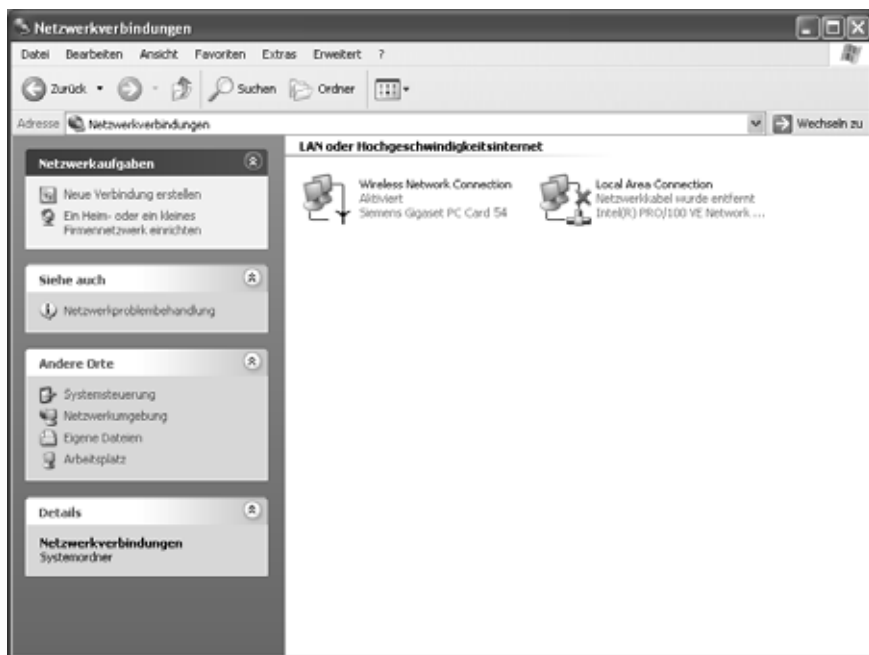 Netzwerkverbindungen
Datei Bearbeiten Ansicht Favoriten Extras Erweitert ?
Zurück Suchen Ordner
Adresse Netzwerkverbindungen Wechseln zu
Netzwerkaufgaben
Neue Verbindung erstellen
Ein Heim- oder ein kleines
Firmennetzwerk einrichten
Siehe auch
Netzwerkproblembehandlung
Andere Orte
Systemsteuerung
Netzwerkumgebung
Eigene Dateien
Arbeitsplatz
Details
Netzwerkverbindungen
Systemordner
LAN oder Hochgeschwindigkeitsinternet
Wireless Network Connection
Aktiviert
Siemens Gigaset PC Card 54
Local Area Connection
Netzwerkkabel wurde entfernt
Intel(R) PRO/100 VE Network ...